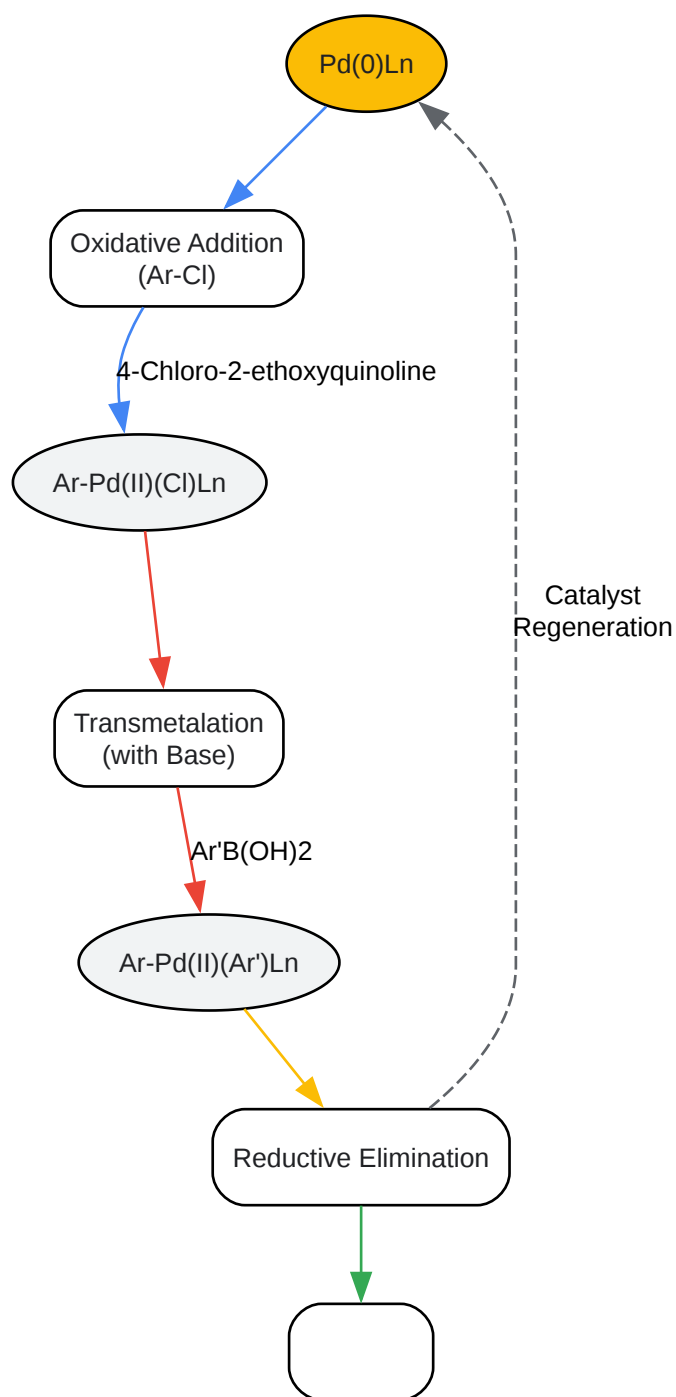 Pd(0)Ln
Oxidative Addition
(Ar-Cl)
4-Chloro-2-ethoxyquinoline
Ar-Pd(II)(Cl)Ln
Catalyst
Regeneration
Transmetalation
(with Base)
Ar'B(OH)2
Ar-Pd(II)(Ar')Ln
Reductive Elimination